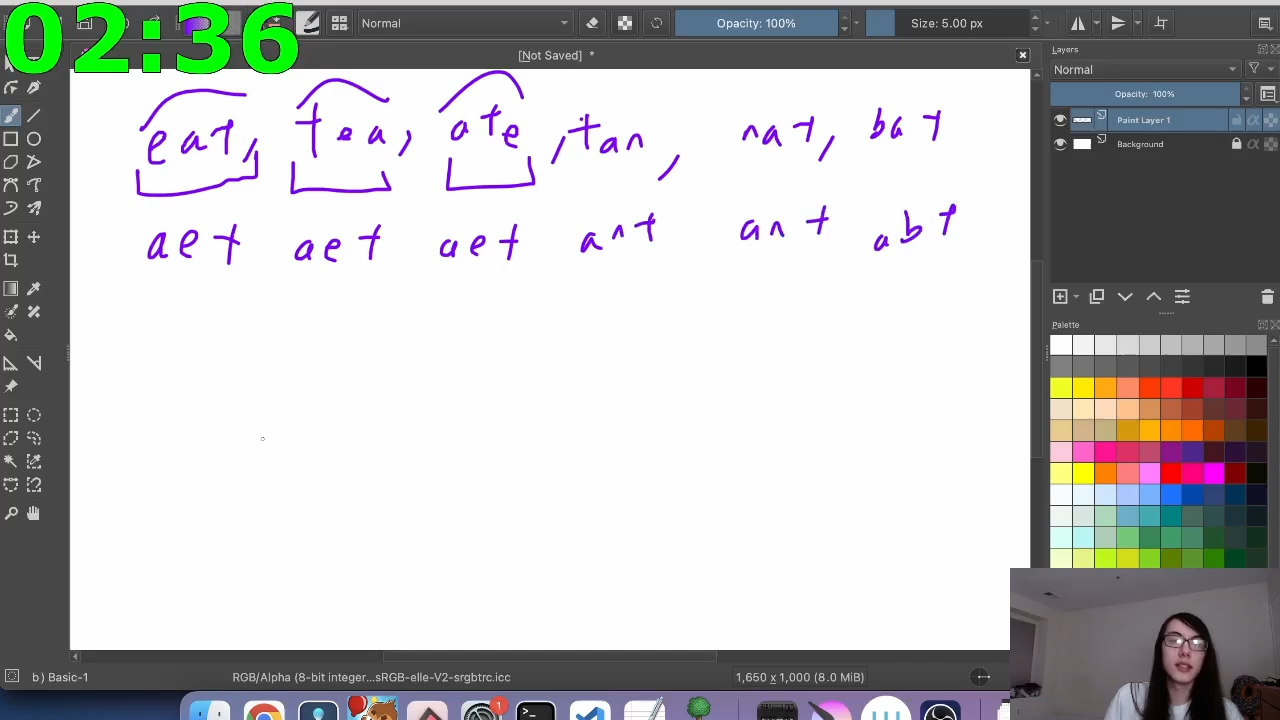 02:36
Normal
Opacity: 100%
Size: 5.00 px
[Not Saved] *
Layers
Normal
Opacity: 100%
Paint Layer 1
Background
eat, tea, ate, tan, nat, bat
aet aet aet ant ant abt
Palette
b) Basic-1
RGB/Alpha (8-bit integer...sRGB-elle-V2-srgbtrc.icc
1,650 x 1,000 (8.0 MiB)
1
>_